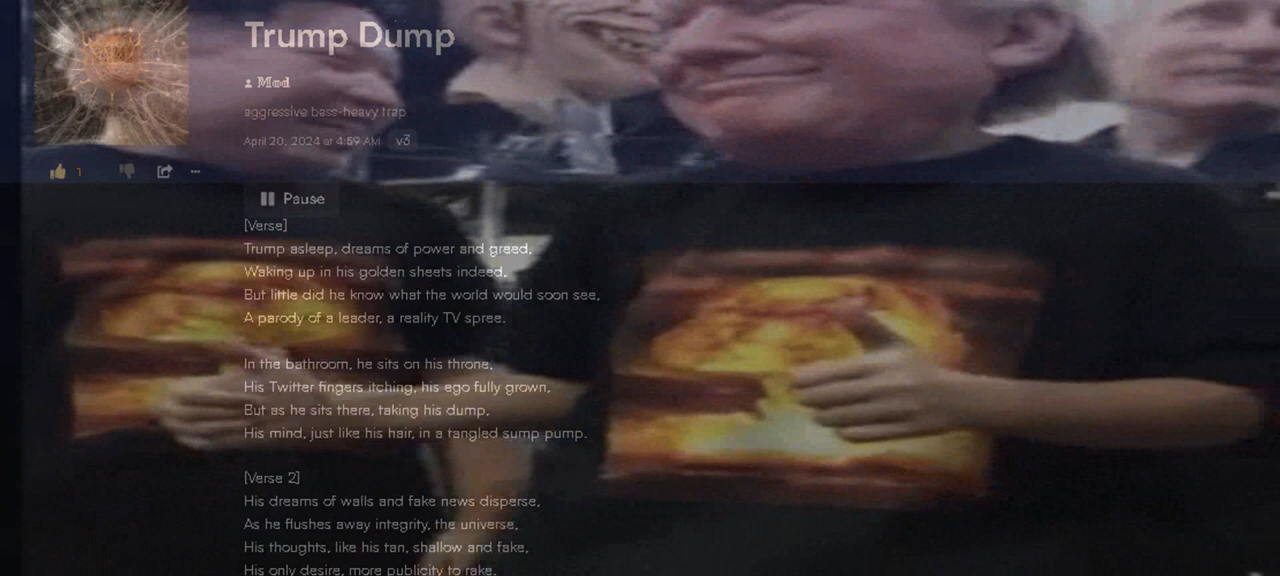 Trump Dump
Mod
aggressive bass-heavy trap
April 20, 2024 at 4:59 AM v3
1
Pause
[Verse]
Trump asleep, dreams of power and greed,
Waking up in his golden sheets indeed,
But little did he know what the world would soon see,
A parody of a leader, a reality TV spree.
In the bathroom, he sits on his throne,
His Twitter fingers itching, his ego fully grown,
But as he sits there, taking his dump,
His mind, just like his hair, in a tangled sump pump.
[Verse 2]
His dreams of walls and fake news disperse,
As he flushes away integrity, the universe,
His thoughts, like his tan, shallow and fake,
His only desire, more publicity to rake.